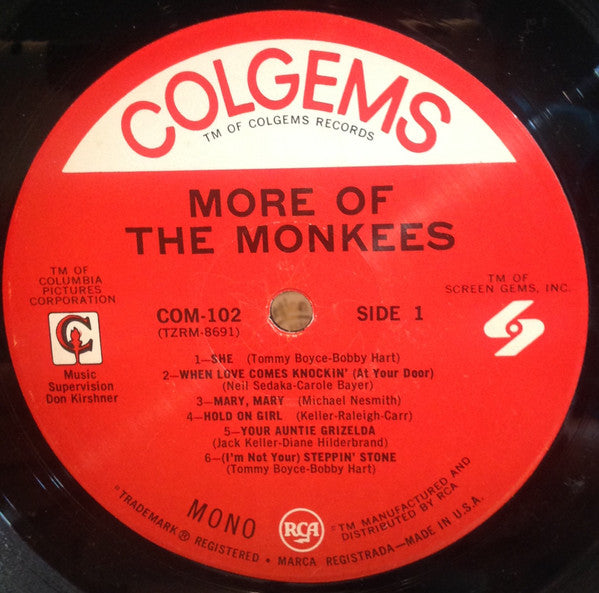 COLGEMS
TM OF COLGEMS RECORDS
MORE OF
THE MONKEES
TM OF
COLUMBIA
PICTURES
CORPORATION
C
Music
Supervision
Don Kirshner
TM OF
SCREEN GEMS, INC.
COM-102
(TZRM-8691)
SIDE 1
1—SHE (Tommy Boyce-Bobby Hart)
2—WHEN LOVE COMES KNOCKIN' (At Your Door)
(Neil Sedaka-Carole Bayer)
3—MARY, MARY (Michael Nesmith)
4—HOLD ON GIRL (Keller-Raleigh-Carr)
5—YOUR AUNTIE GRIZELDA
(Jack Keller-Diane Hilderbrand)
6—(I'm Not Your) STEPPIN' STONE
(Tommy Boyce-Bobby Hart)
MONO
RCA
®TM MANUFACTURED AND
DISTRIBUTED BY RCA
"TRADEMARK ® REGISTERED • MARCA REGISTRADA—MADE IN U.S.A.